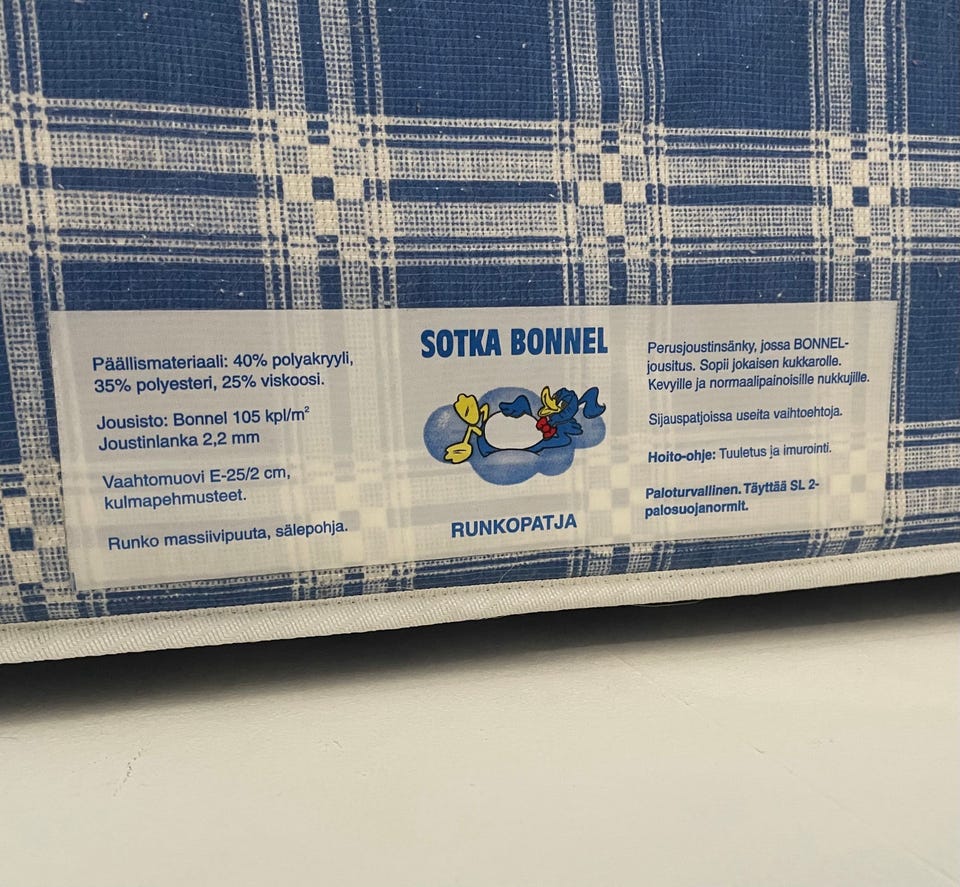 Päällismateriaali: 40% polyakryyli,
35% polyesteri, 25% viskoosi.
Jousisto: Bonnel 105 kpl/m²
Joustinlanka 2,2 mm
Vaahtomuovi E-25/2 cm,
kulmapehmusteet.
Runko massiivipuuta, sälepohja.
SOTKA BONNEL
RUNKOPATJA
Perusjoustinsänky, jossa BONNEL-
jousitus. Sopii jokaisen kukkarolle.
Kevyille ja normaalipainoisille nukkujille.
Sijauspatjoissa useita vaihtoehtoja.
Hoito-ohje: Tuuletus ja imurointi.
Paloturvallinen. Täyttää SL 2-
palosuojanormit.